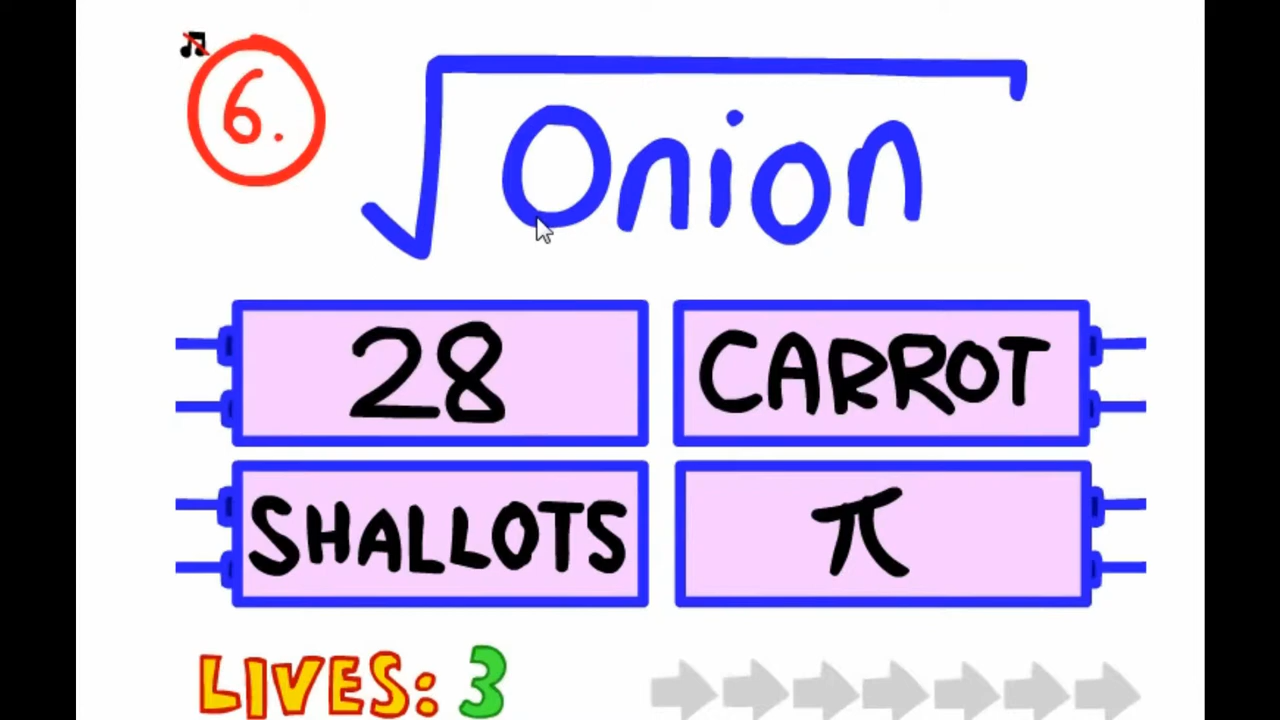 6.
√Onion
28
CARROT
SHALLOTS
π
LIVES: 3